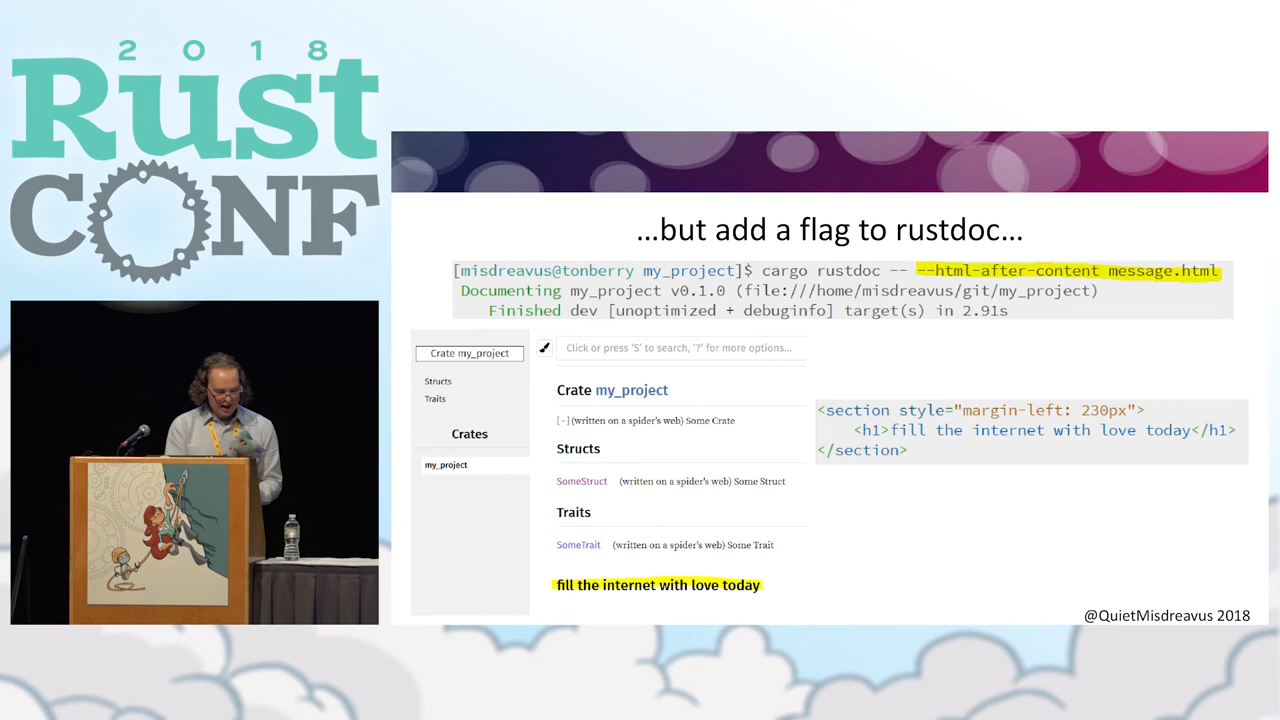 2018
Rust
CONF
…but add a flag to rustdoc…
[misdreavus@tonberry my_project]$ cargo rustdoc -- --html-after-content message.html
Documenting my_project v0.1.0 (file:///home/misdreavus/git/my_project)
Finished dev [unoptimized + debuginfo] target(s) in 2.91s
Crate my_project
Structs
Traits
Crates
my_project
Click or press ‘S’ to search, ‘?’ for more options…
Crate my_project
[-] (written on a spider’s web) Some Crate
Structs
SomeStruct (written on a spider’s web) Some Struct
Traits
SomeTrait (written on a spider’s web) Some Trait
fill the internet with love today
<section style="margin-left: 230px">
<h1>fill the internet with love today</h1>
</section>
@QuietMisdreavus 2018